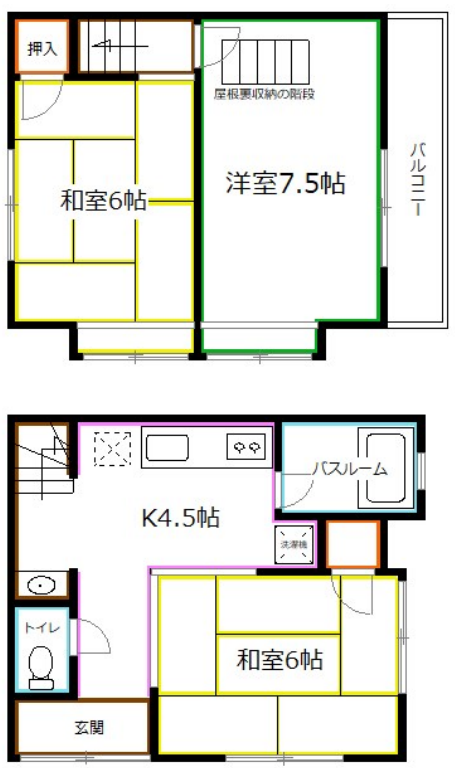 押入
屋根裏収納の階段
洋室7.5帖
和室6帖
バルコニー
バスルーム
K4.5帖
洗濯機
トイレ
和室6帖
玄関